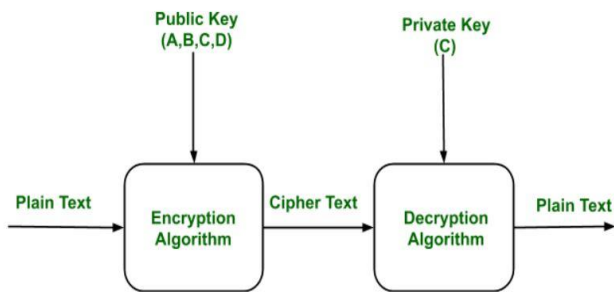 Public Key
(A,B,C,D)
Private Key
(C)
Plain Text
Encryption
Algorithm
Cipher Text
Decryption
Algorithm
Plain Text